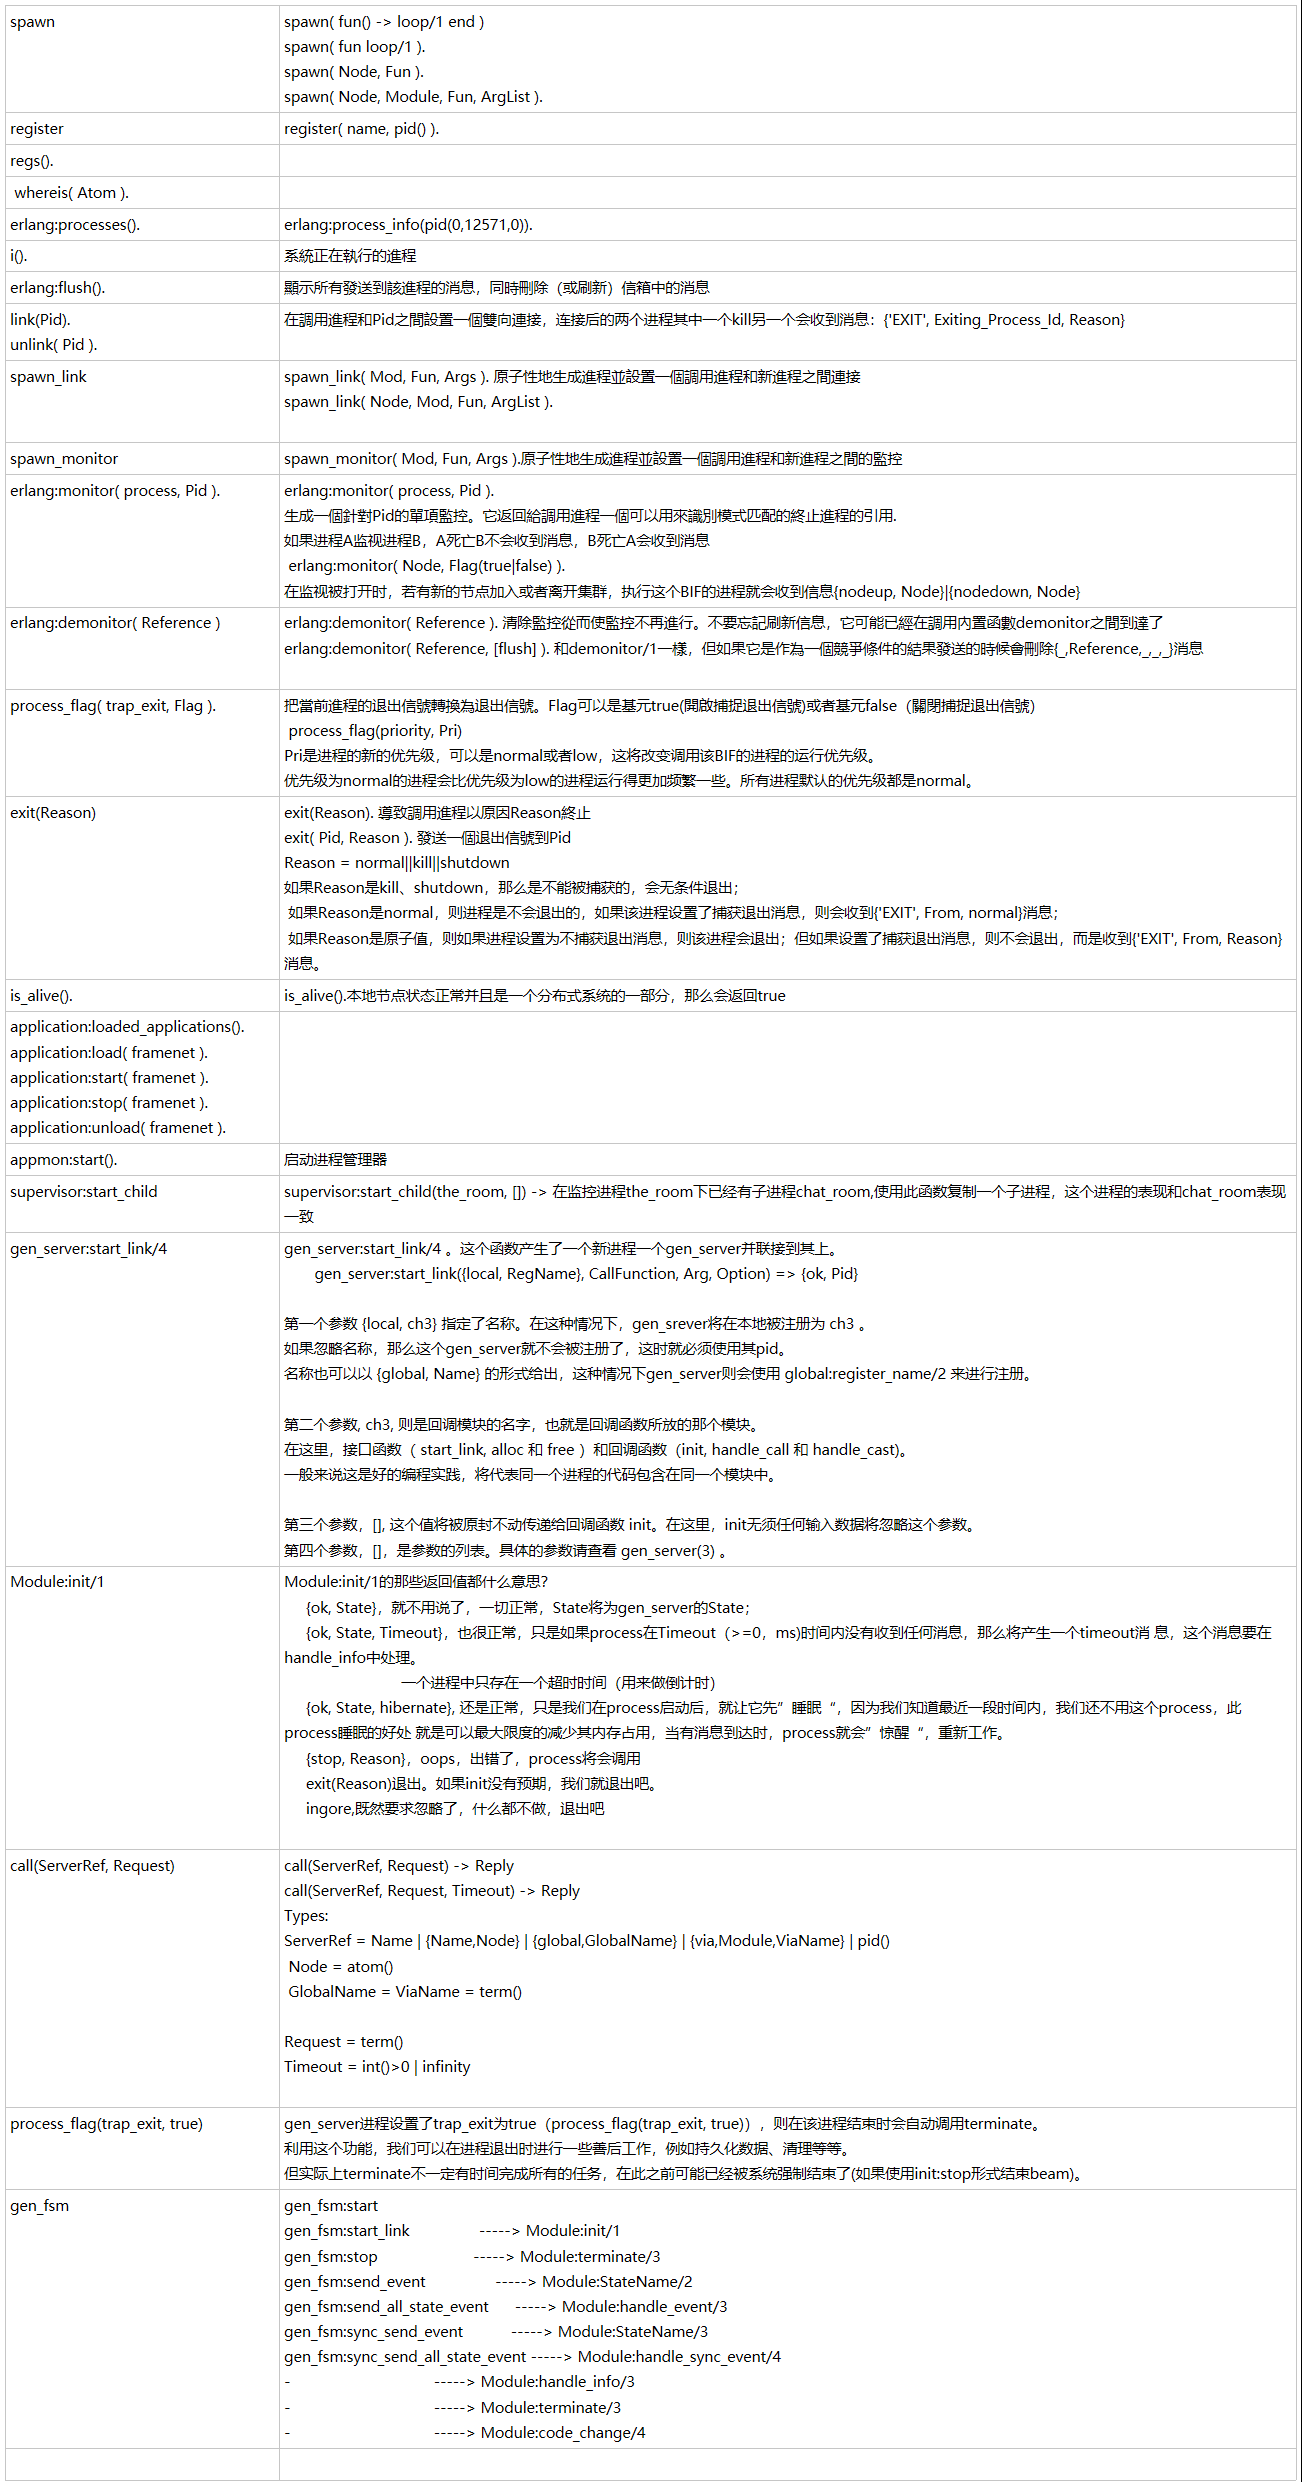 spawn
spawn( fun() -> loop/1 end )
spawn( fun loop/1 ).
spawn( Node, Fun ).
spawn( Node, Module, Fun, ArgList ).
register
register( name, pid() ).
regs().
whereis( Atom ).
erlang:processes().
erlang:process_info(pid(0,12571,0)).
i().
系統正在執行的進程
erlang:flush().
顯示所有發送到該進程的消息，同時刪除（或刷新）信箱中的消息
link(Pid).
unlink( Pid ).
在調用進程和Pid之間設置一個雙向連接，连接后的两个进程其中一个kill另一个会收到消息：{'EXIT', Exiting_Process_Id, Reason}
spawn_link
spawn_link( Mod, Fun, Args ). 原子性地生成進程並設置一個調用進程和新進程之間連接
spawn_link( Node, Mod, Fun, ArgList ).
spawn_monitor
spawn_monitor( Mod, Fun, Args ).原子性地生成進程並設置一個調用進程和新進程之間的監控
erlang:monitor( process, Pid ).
erlang:monitor( process, Pid ).
生成一個針對Pid的單項監控。它返回給調用進程一個可以用來識別模式匹配的終止進程的引用.
如果进程A监视进程B，A死亡B不会收到消息，B死亡A会收到消息
erlang:monitor( Node, Flag(true|false) ).
在监视被打开时，若有新的节点加入或者离开集群，执行这个BIF的进程就会收到信息{nodeup, Node}|{nodedown, Node}
erlang:demonitor( Reference )
erlang:demonitor( Reference ). 清除監控從而使監控不再進行。不要忘記刷新信息，它可能已經在調用内置函數demonitor之間到達了
erlang:demonitor( Reference, [flush] ). 和demonitor/1一樣，但如果它是作為一個競爭條件的結果發送的時候會刪除{_,Reference,_,_,_}消息
process_flag( trap_exit, Flag ).
把當前進程的退出信號轉換為退出信號。Flag可以是基元true(開啟捕捉退出信號)或者基元false（關閉捕捉退出信號）
process_flag(priority, Pri)
Pri是进程的新的优先级，可以是normal或者low，这将改变调用该BIF的进程的运行优先级。
优先级为normal的进程会比优先级为low的进程运行得更加频繁一些。所有进程默认的优先级都是normal。
exit(Reason)
exit(Reason). 導致調用進程以原因Reason終止
exit( Pid, Reason ). 發送一個退出信號到Pid
Reason = normal||kill||shutdown
如果Reason是kill、shutdown，那么是不能被捕获的，会无条件退出；
如果Reason是normal，则进程是不会退出的，如果该进程设置了捕获退出消息，则会收到{'EXIT', From, normal}消息；
如果Reason是原子值，则如果进程设置为不捕获退出消息，则该进程会退出；但如果设置了捕获退出消息，则不会退出，而是收到{'EXIT', From, Reason}
消息。
is_alive().
is_alive().本地节点状态正常并且是一个分布式系统的一部分，那么会返回true
application:loaded_applications().
application:load( framenet ).
application:start( framenet ).
application:stop( framenet ).
application:unload( framenet ).
appmon:start().
启动进程管理器
supervisor:start_child
supervisor:start_child(the_room, []) -> 在监控进程the_room下已经有子进程chat_room,使用此函数复制一个子进程，这个进程的表现和chat_room表现
一致
gen_server:start_link/4
gen_server:start_link/4 。这个函数产生了一个新进程一个gen_server并联接到其上。
gen_server:start_link({local, RegName}, CallFunction, Arg, Option) => {ok, Pid}
第一个参数 {local, ch3} 指定了名称。在这种情况下，gen_srever将在本地被注册为 ch3 。
如果忽略名称，那么这个gen_server就不会被注册了，这时就必须使用其pid。
名称也可以以 {global, Name} 的形式给出，这种情况下gen_server则会使用 global:register_name/2 来进行注册。
第二个参数, ch3, 则是回调模块的名字，也就是回调函数所放的那个模块。
在这里，接口函数（ start_link, alloc 和 free ）和回调函数（init, handle_call 和 handle_cast)。
一般来说这是好的编程实践，将代表同一个进程的代码包含在同一个模块中。
第三个参数，[], 这个值将被原封不动传递给回调函数 init。在这里，init无须任何输入数据将忽略这个参数。
第四个参数，[]，是参数的列表。具体的参数请查看 gen_server(3) 。
Module:init/1
Module:init/1的那些返回值都什么意思？
{ok, State}，就不用说了，一切正常，State将为gen_server的State；
{ok, State, Timeout}，也很正常，只是如果process在Timeout（>=0，ms)时间内没有收到任何消息，那么将产生一个timeout消 息，这个消息要在
handle_info中处理。
一个进程中只存在一个超时时间（用来做倒计时）
{ok, State, hibernate}, 还是正常，只是我们在process启动后，就让它先”睡眠“，因为我们知道最近一段时间内，我们还不用这个process，此
process睡眠的好处 就是可以最大限度的减少其内存占用，当有消息到达时，process就会”惊醒“，重新工作。
{stop, Reason}，oops，出错了，process将会调用
exit(Reason)退出。如果init没有预期，我们就退出吧。
ingore,既然要求忽略了，什么都不做，退出吧
call(ServerRef, Request)
call(ServerRef, Request) -> Reply
call(ServerRef, Request, Timeout) -> Reply
Types:
ServerRef = Name | {Name,Node} | {global,GlobalName} | {via,Module,ViaName} | pid()
Node = atom()
GlobalName = ViaName = term()
Request = term()
Timeout = int()>0 | infinity
process_flag(trap_exit, true)
gen_server进程设置了trap_exit为true（process_flag(trap_exit, true)），则在该进程结束时会自动调用terminate。
利用这个功能，我们可以在进程退出时进行一些善后工作，例如持久化数据、清理等等。
但实际上terminate不一定有时间完成所有的任务，在此之前可能已经被系统强制结束了(如果使用init:stop形式结束beam)。
gen_fsm
gen_fsm:start
gen_fsm:start_link -----> Module:init/1
gen_fsm:stop -----> Module:terminate/3
gen_fsm:send_event -----> Module:StateName/2
gen_fsm:send_all_state_event -----> Module:handle_event/3
gen_fsm:sync_send_event -----> Module:StateName/3
gen_fsm:sync_send_all_state_event -----> Module:handle_sync_event/4
- -----> Module:handle_info/3
- -----> Module:terminate/3
- -----> Module:code_change/4